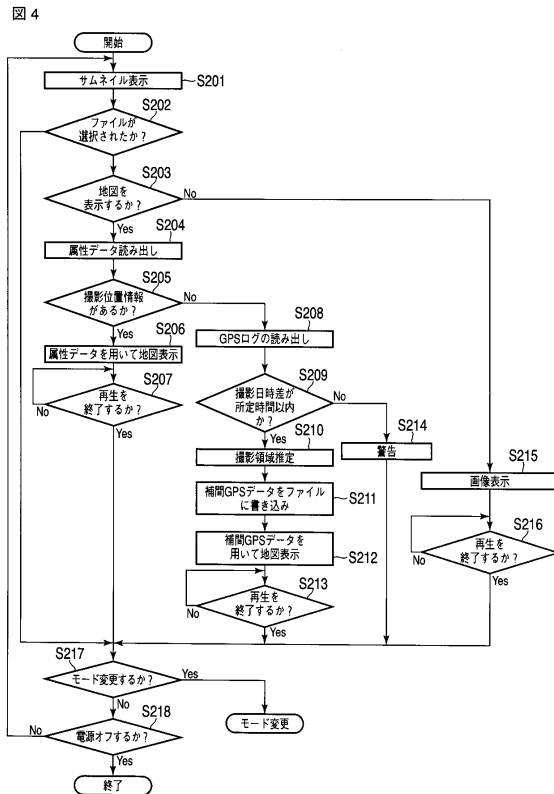 図 4
開始
サムネイル表示
S201
S202
ファイルが
選択されたか？
S203
地図を
表示するか？
No
Yes
S204
属性データ読み出し
S205
撮影位置情報
があるか？
No
Yes
S206
属性データを用いて地図表示
S207
再生を
終了するか？
No
Yes
S208
GPSログの読み出し
S209
撮影日時差が
所定時間以内
か？
No
Yes
S210
撮影領域推定
S211
補間GPSデータをファイル
に書き込み
S212
補間GPSデータを
用いて地図表示
S213
再生を
終了するか？
No
Yes
S214
警告
S215
画像表示
S216
再生を
終了するか？
No
Yes
S217
モード変更するか？
Yes
No
モード変更
S218
電源オフするか？
No
Yes
終了